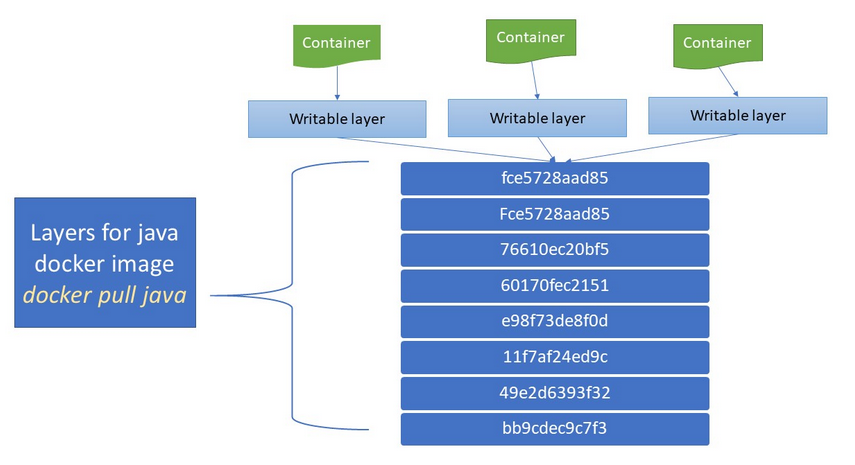 Container
Container
Container
Writable layer
Writable layer
Writable layer
Layers for java
docker image
docker pull java
fce5728aad85
Fce5728aad85
76610ec20bf5
60170fec2151
e98f73de8f0d
11f7af24ed9c
49e2d6393f32
bb9cdec9c7f3